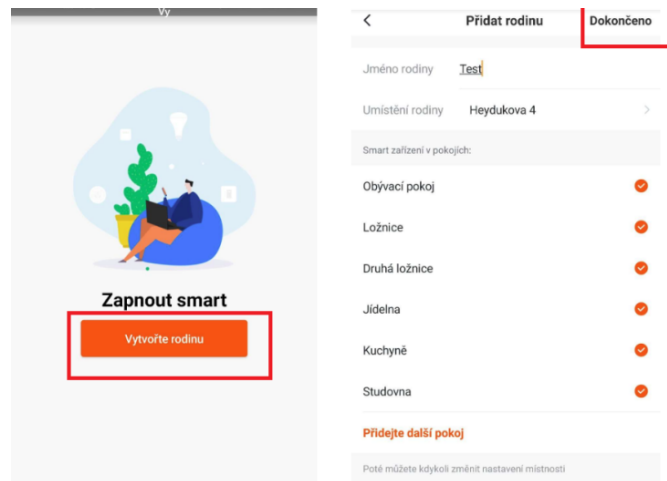 Vy
Zapnout smart
Vytvořte rodinu
Přidat rodinu
Dokončeno
Jméno rodiny Test
Umístění rodiny Heydukova 4
Smart zařízení v pokojích:
Obývací pokoj
Ložnice
Druhá ložnice
Jídelna
Kuchyně
Studovna
Přidejte další pokoj
Poté můžete kdykoli změnit nastavení místnosti